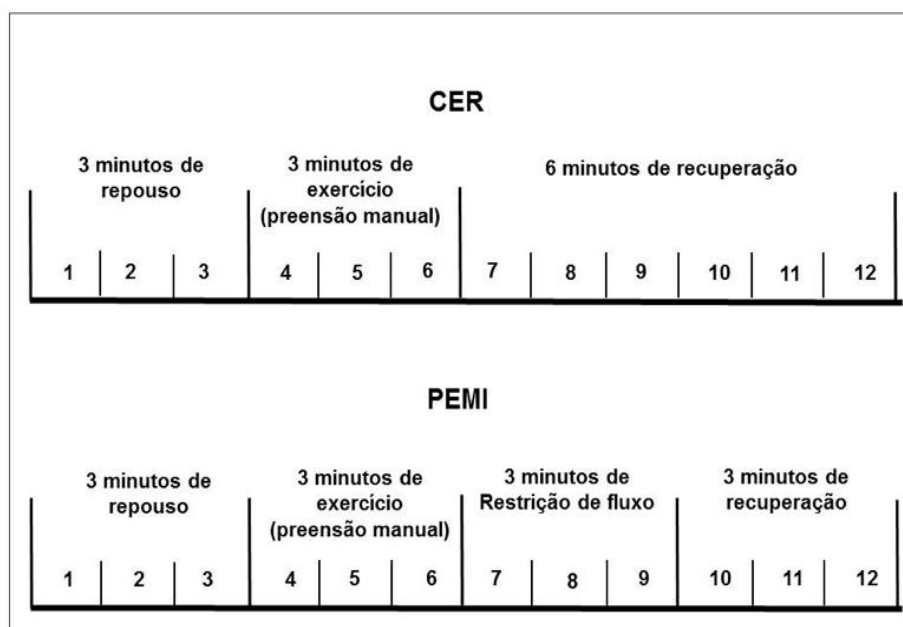 CER
3 minutos de
repouso
3 minutos de
exercício
(preensão manual)
6 minutos de recuperação
1 2 3 4 5 6 7 8 9 10 11 12
PEMI
3 minutos de
repouso
3 minutos de
exercício
(preensão manual)
3 minutos de
Restrição de fluxo
3 minutos de
recuperação
1 2 3 4 5 6 7 8 9 10 11 12